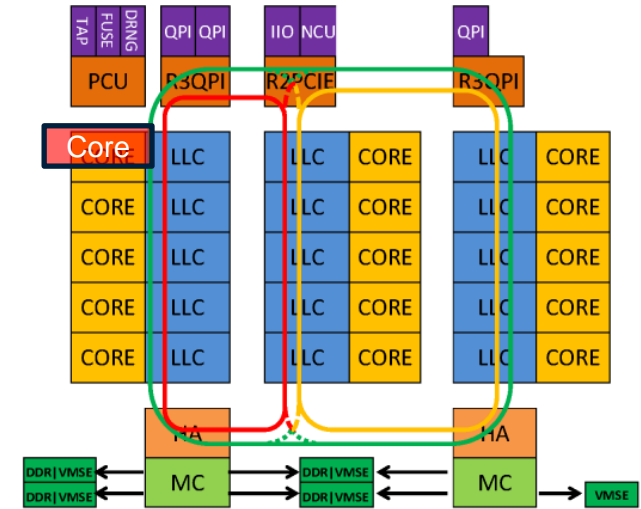 TAP FUSE DRNG QPI QPI IIO NCU QPI
PCU R3QPI R2PCIE R3QPI
Core CORE LLC LLC CORE LLC CORE
CORE LLC LLC CORE LLC CORE
CORE LLC LLC CORE LLC CORE
CORE LLC LLC CORE LLC CORE
CORE LLC LLC CORE LLC CORE
HA HA
DDR|VMSE MC DDR|VMSE MC
DDR|VMSE DDR|VMSE VMSE